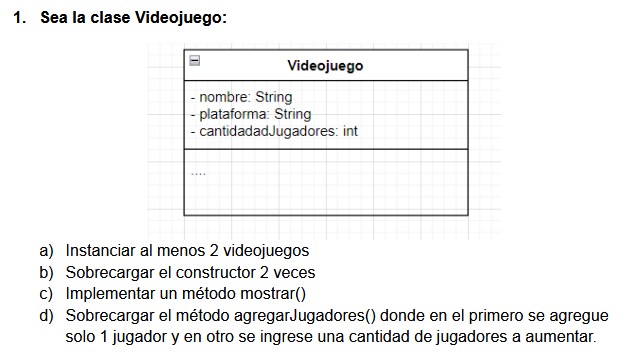 1. Sea la clase Videojuego:
Videojuego
- nombre: String
- plataforma: String
- cantidadadJugadores: int
....
a) Instanciar al menos 2 videojuegos
b) Sobrecargar el constructor 2 veces
c) Implementar un método mostrar()
d) Sobrecargar el método agregarJugadores() donde en el primero se agregue
solo 1 jugador y en otro se ingrese una cantidad de jugadores a aumentar.